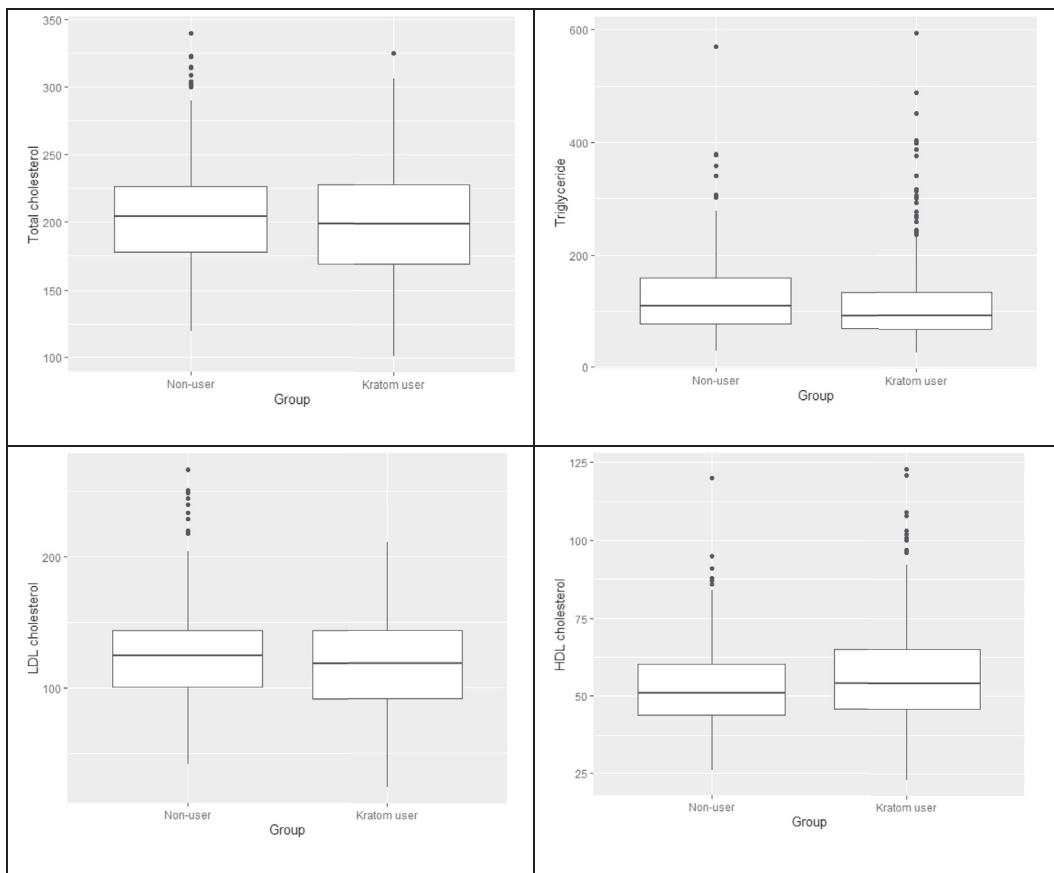 350
300
250
200
150
100
Total cholesterol
Non-user Kratom user
Group
600
400
200
0
Triglyceride
Non-user Kratom user
Group
200
100
LDL cholesterol
Non-user Kratom user
Group
125
100
75
50
25
HDL cholesterol
Non-user Kratom user
Group